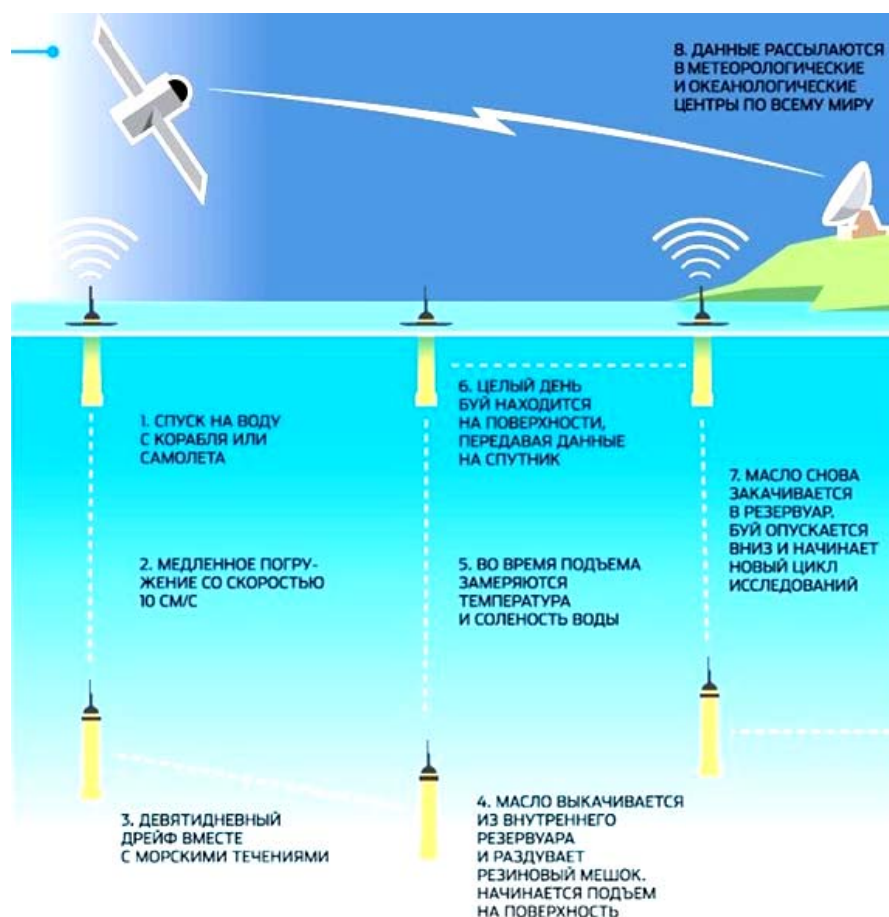 8. ДАННЫЕ РАССЫЛАЮТСЯ
В МЕТЕОРОЛОГИЧЕСКИЕ
И ОКЕАНОЛОГИЧЕСКИЕ
ЦЕНТРЫ ПО ВСЕМУ МИРУ
1. СПУСК НА ВОДУ
С КОРАБЛЯ ИЛИ
САМОЛЕТА
2. МЕДЛЕННОЕ ПОГРУ-
ЖЕНИЕ СО СКОРОСТЬЮ
10 СМ/С
3. ДЕВЯТИДНЕВНЫЙ
ДРЕЙФ ВМЕСТЕ
С МОРСКИМИ ТЕЧЕНИЯМИ
4. МАСЛО ВЫКАЧИВАЕТСЯ
ИЗ ВНУТРЕННЕГО
РЕЗЕРВУАРА
И РАЗДУВАЕТ
РЕЗИНОВЫЙ МЕШОК.
НАЧИНАЕТСЯ ПОДЪЕМ
НА ПОВЕРХНОСТЬ
5. ВО ВРЕМЯ ПОДЪЕМА
ЗАМЕРЯЮТСЯ
ТЕМПЕРАТУРА
И СОЛЕНОСТЬ ВОДЫ
6. ЦЕЛЫЙ ДЕНЬ
БУЙ НАХОДИТСЯ
НА ПОВЕРХНОСТИ,
ПЕРЕДАВАЯ ДАННЫЕ
НА СПУТНИК
7. МАСЛО СНОВА
ЗАКАЧИВАЕТСЯ
В РЕЗЕРВУАР.
БУЙ ОПУСКАЕТСЯ
ВНИЗ И НАЧИНАЕТ
НОВЫЙ ЦИКЛ
ИССЛЕДОВАНИЙ